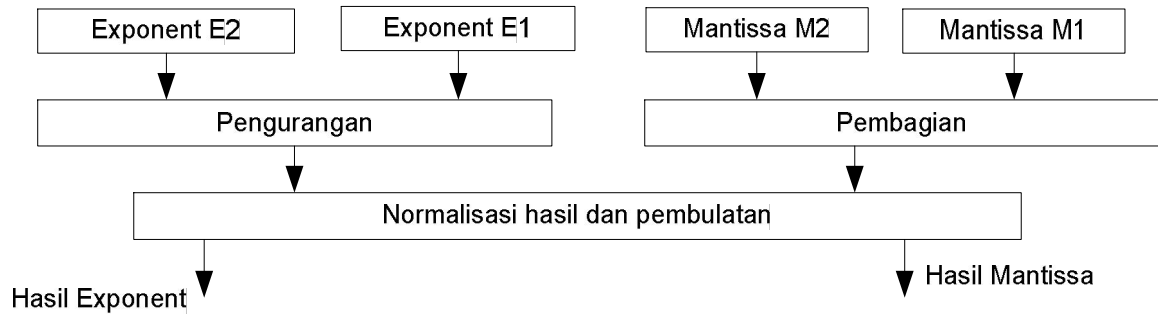 Exponent E2
Exponent E1
Mantissa M2
Mantissa M1
Pengurangan
Pembagian
Normalisasi hasil dan pembulatan
Hasil Exponent
Hasil Mantissa